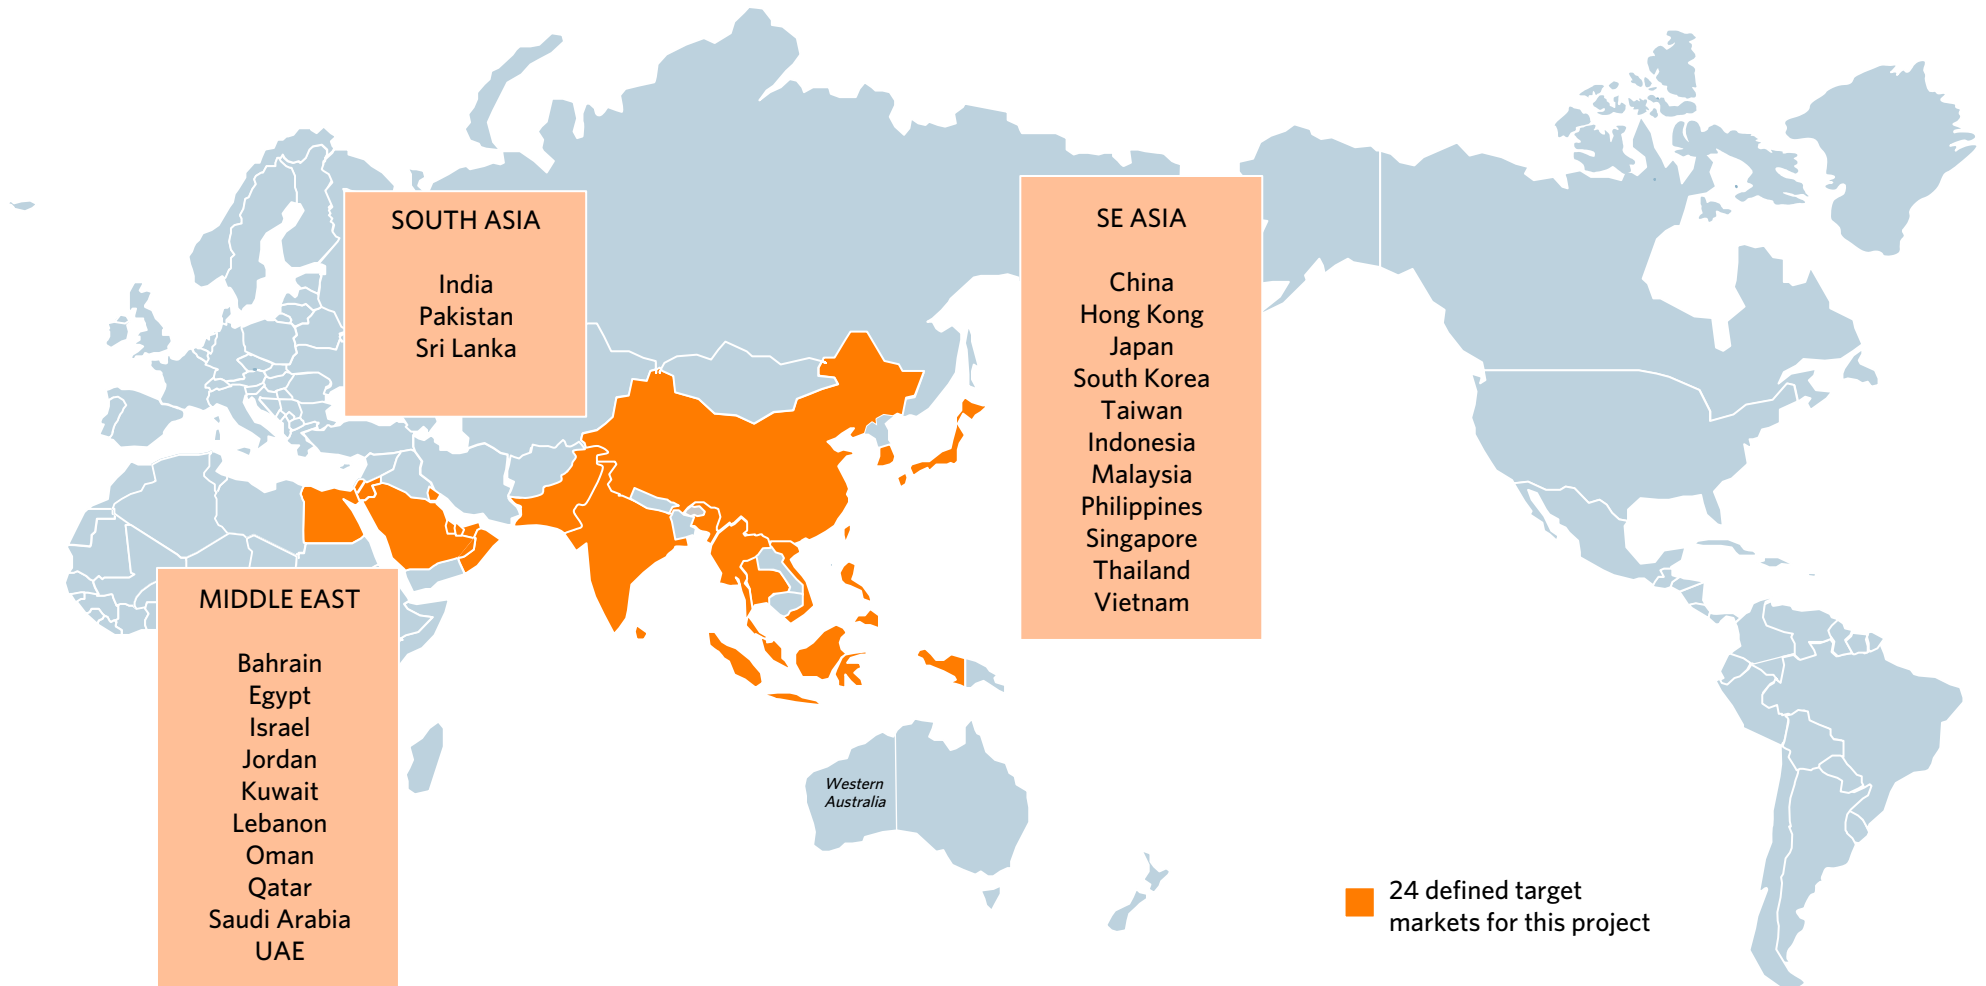 SOUTH ASIA
India
Pakistan
Sri Lanka
SE ASIA
China
Hong Kong
Japan
South Korea
Taiwan
Indonesia
Malaysia
Philippines
Singapore
Thailand
Vietnam
MIDDLE EAST
Bahrain
Egypt
Israel
Jordan
Kuwait
Lebanon
Oman
Qatar
Saudi Arabia
UAE
Western
Australia
24 defined target
markets for this project